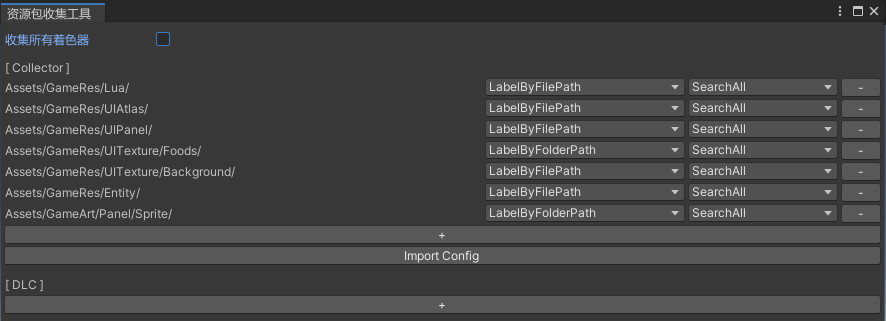 资源包收集工具
收集所有着色器
[ Collector ]
Assets/GameRes/Lua/ LabelByFilePath SearchAll -
Assets/GameRes/UIAtlas/ LabelByFilePath SearchAll -
Assets/GameRes/UIPanel/ LabelByFilePath SearchAll -
Assets/GameRes/UITexture/Foods/ LabelByFolderPath SearchAll -
Assets/GameRes/UITexture/Background/ LabelByFilePath SearchAll -
Assets/GameRes/Entity/ LabelByFilePath SearchAll -
Assets/GameArt/Panel/Sprite/ LabelByFolderPath SearchAll -
+
Import Config
[ DLC ]
+